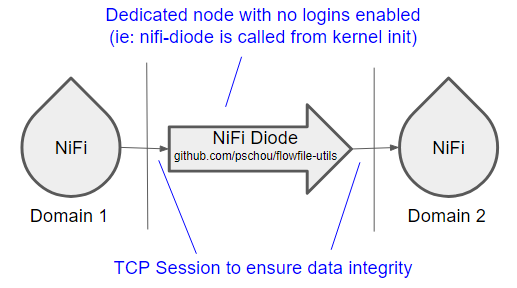 Dedicated node with no logins enabled
(ie: nifi-diode is called from kernel init)
NiFi
NiFi Diode
github.com/pschou/flowfile-utils
NiFi
Domain 1
Domain 2
TCP Session to ensure data integrity